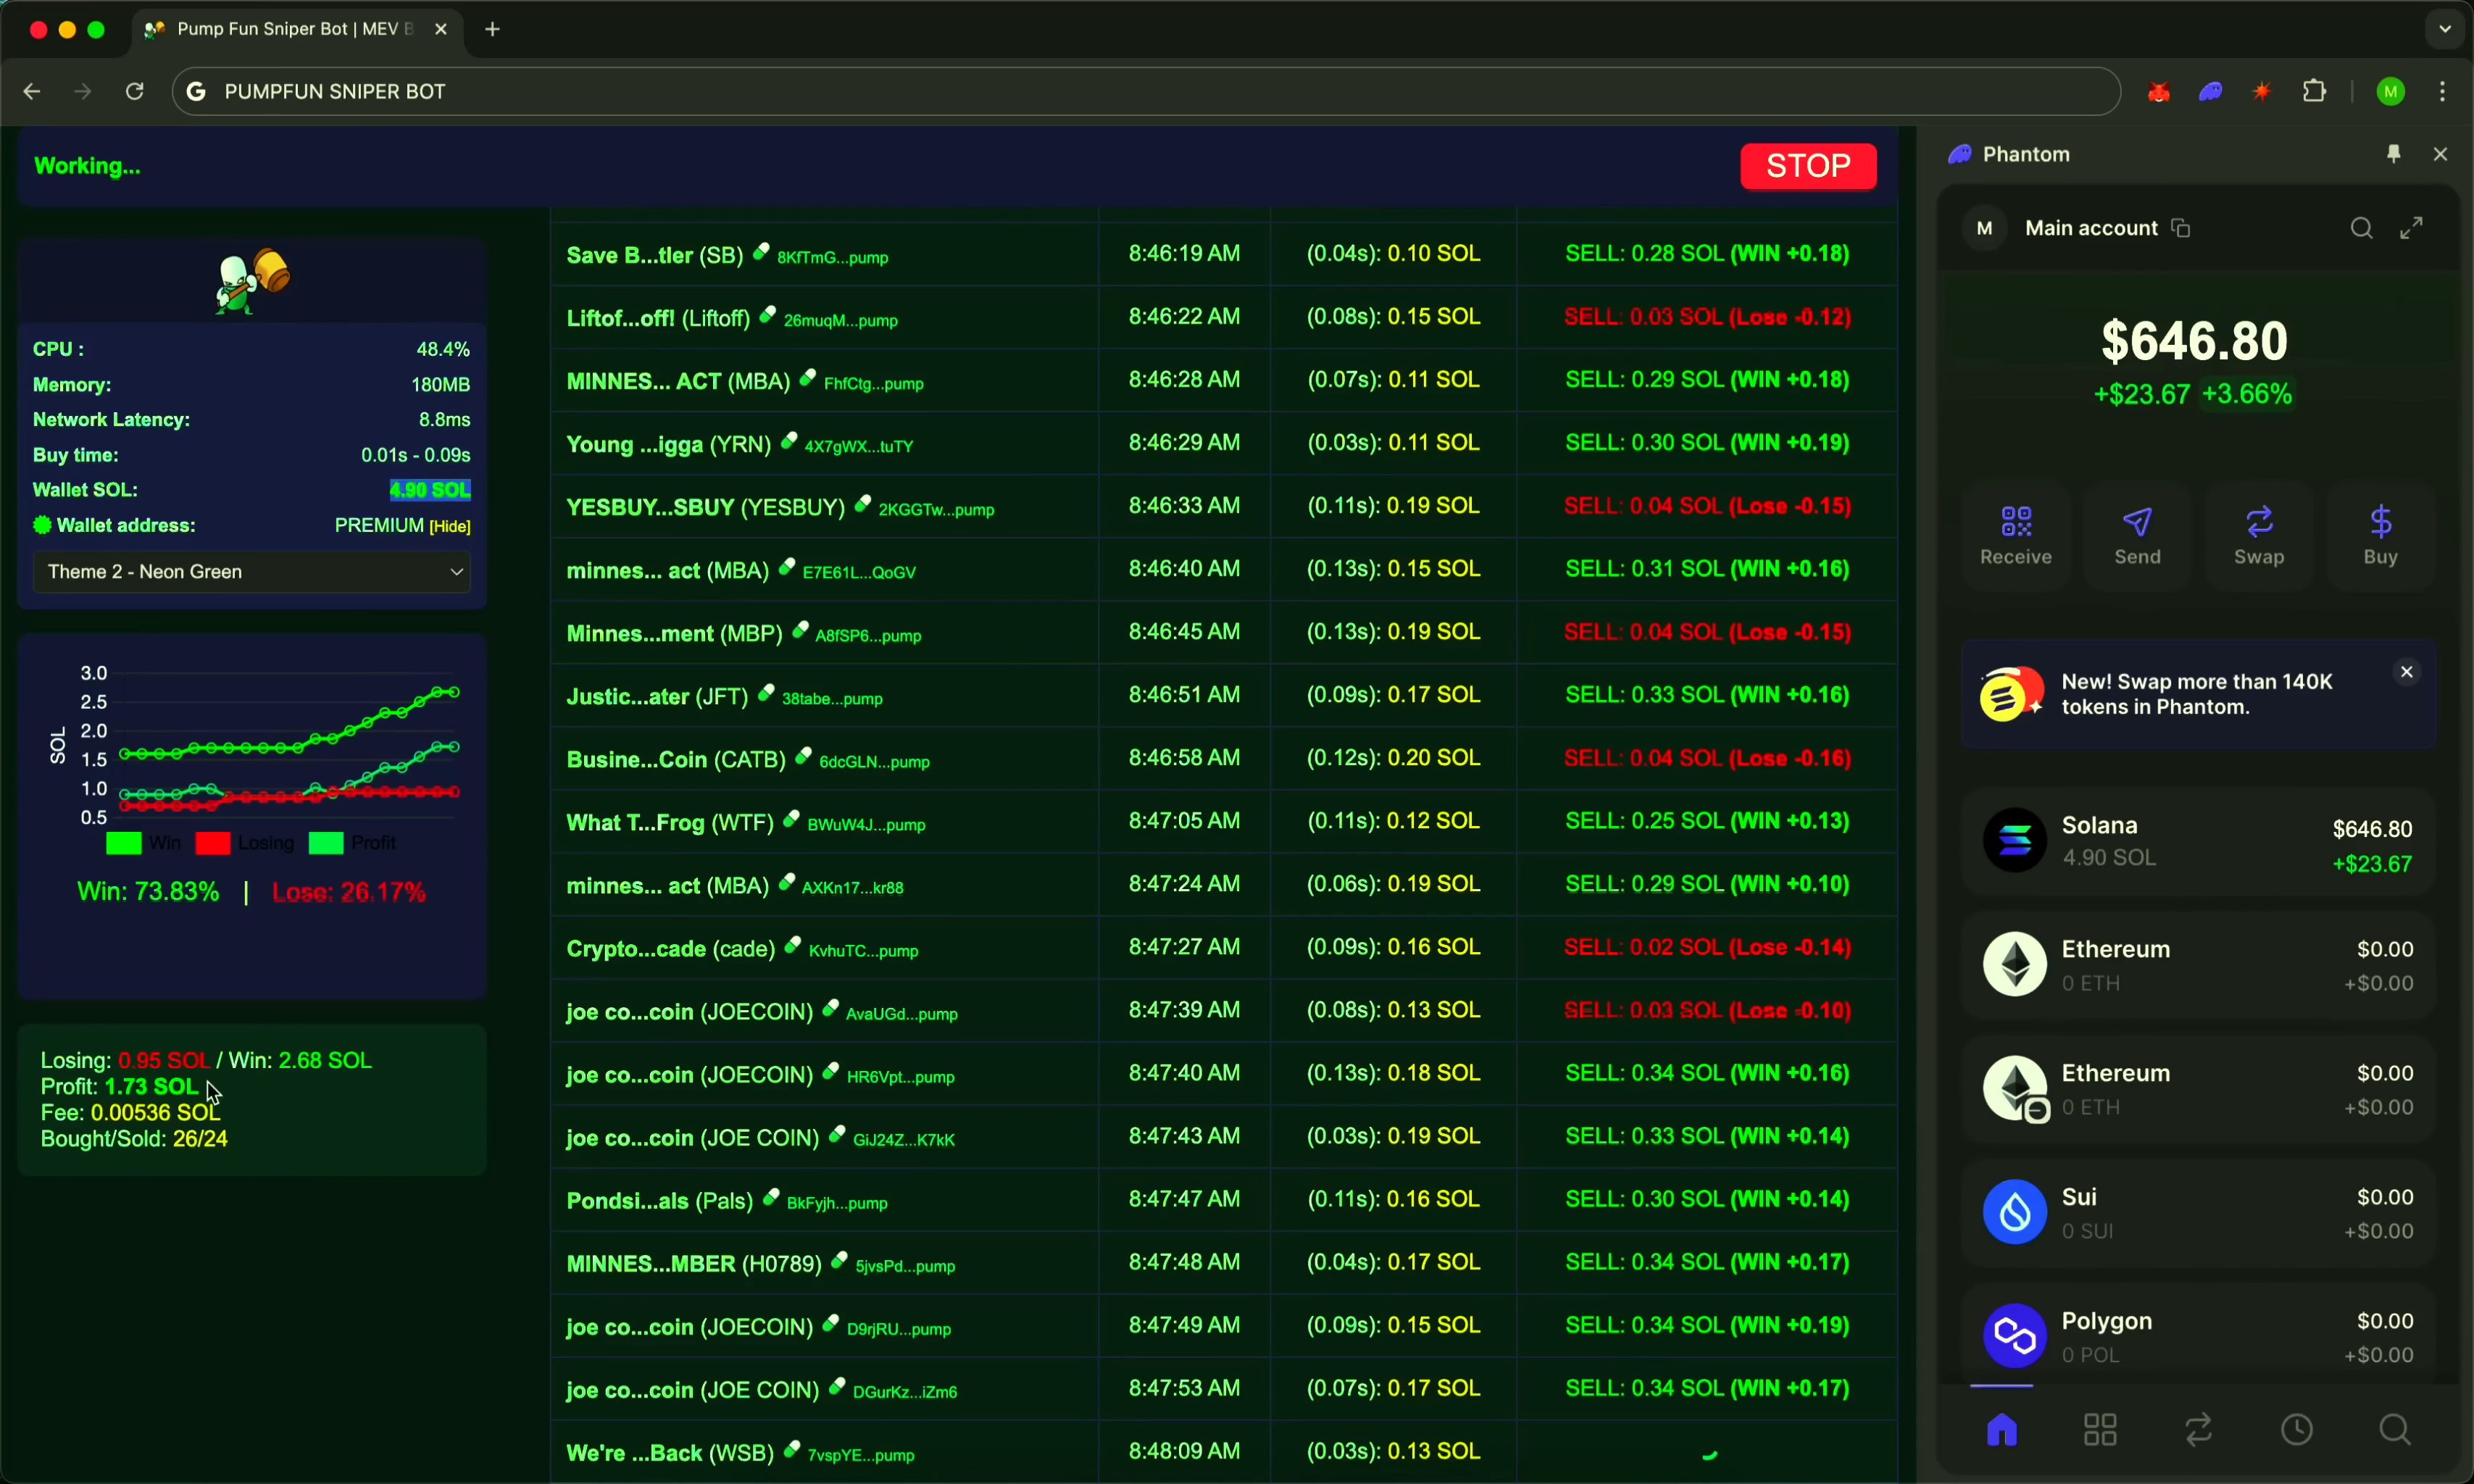 Pump Fun Sniper Bot | MEV B
PUMPFUN SNIPER BOT
M
Working...
STOP
CPU : 48.4%
Memory: 180MB
Network Latency: 8.8ms
Buy time: 0.01s - 0.09s
Wallet SOL: 4.90 SOL
Wallet address: PREMIUM [Hide]
Theme 2 - Neon Green
SOL
3.0
2.5
2.0
1.5
1.0
0.5
Win Losing Profit
Win: 73.83% | Lose: 26.17%
Losing: 0.95 SOL / Win: 2.68 SOL
Profit: 1.73 SOL
Fee: 0.00536 SOL
Bought/Sold: 26/24
Save B...tler (SB) 8KfTmG...pump 8:46:19 AM (0.04s): 0.10 SOL SELL: 0.28 SOL (WIN +0.18)
Liftof...off! (Liftoff) 26muqM...pump 8:46:22 AM (0.08s): 0.15 SOL SELL: 0.03 SOL (Lose -0.12)
MINNES... ACT (MBA) FhfCtg...pump 8:46:28 AM (0.07s): 0.11 SOL SELL: 0.29 SOL (WIN +0.18)
Young ...igga (YRN) 4X7gWX...tuTY 8:46:29 AM (0.03s): 0.11 SOL SELL: 0.30 SOL (WIN +0.19)
YESBUY...SBUY (YESBUY) 2KGGTw...pump 8:46:33 AM (0.11s): 0.19 SOL SELL: 0.04 SOL (Lose -0.15)
minnes... act (MBA) E7E61L...QoGV 8:46:40 AM (0.13s): 0.15 SOL SELL: 0.31 SOL (WIN +0.16)
Minnes...ment (MBP) A8fSP6...pump 8:46:45 AM (0.13s): 0.19 SOL SELL: 0.04 SOL (Lose -0.15)
Justic...ater (JFT) 38tabe...pump 8:46:51 AM (0.09s): 0.17 SOL SELL: 0.33 SOL (WIN +0.16)
Busine...Coin (CATB) 6dcGLN...pump 8:46:58 AM (0.12s): 0.20 SOL SELL: 0.04 SOL (Lose -0.16)
What T...Frog (WTF) BWuW4J...pump 8:47:05 AM (0.11s): 0.12 SOL SELL: 0.25 SOL (WIN +0.13)
minnes... act (MBA) AXKn17...kr88 8:47:24 AM (0.06s): 0.19 SOL SELL: 0.29 SOL (WIN +0.10)
Crypto...cade (cade) KvhuTC...pump 8:47:27 AM (0.09s): 0.16 SOL SELL: 0.02 SOL (Lose -0.14)
joe co...coin (JOECOIN) AvaUGd...pump 8:47:39 AM (0.08s): 0.13 SOL SELL: 0.03 SOL (Lose -0.10)
joe co...coin (JOECOIN) HR6Vpt...pump 8:47:40 AM (0.13s): 0.18 SOL SELL: 0.34 SOL (WIN +0.16)
joe co...coin (JOE COIN) GiJ24Z...K7kK 8:47:43 AM (0.03s): 0.19 SOL SELL: 0.33 SOL (WIN +0.14)
Pondsi...als (Pals) BkFyjh...pump 8:47:47 AM (0.11s): 0.16 SOL SELL: 0.30 SOL (WIN +0.14)
MINNES...MBER (H0789) 5jvsPd...pump 8:47:48 AM (0.04s): 0.17 SOL SELL: 0.34 SOL (WIN +0.17)
joe co...coin (JOECOIN) D9rjRU...pump 8:47:49 AM (0.09s): 0.15 SOL SELL: 0.34 SOL (WIN +0.19)
joe co...coin (JOE COIN) DGurKz...iZm6 8:47:53 AM (0.07s): 0.17 SOL SELL: 0.34 SOL (WIN +0.17)
We're ...Back (WSB) 7vspYE...pump 8:48:09 AM (0.03s): 0.13 SOL
Phantom
M Main account
$646.80
+$23.67 +3.66%
Receive Send Swap Buy
New! Swap more than 140K
tokens in Phantom.
Solana $646.80
4.90 SOL +$23.67
Ethereum $0.00
0 ETH +$0.00
Ethereum $0.00
0 ETH +$0.00
Sui $0.00
0 SUI +$0.00
Polygon $0.00
0 POL +$0.00